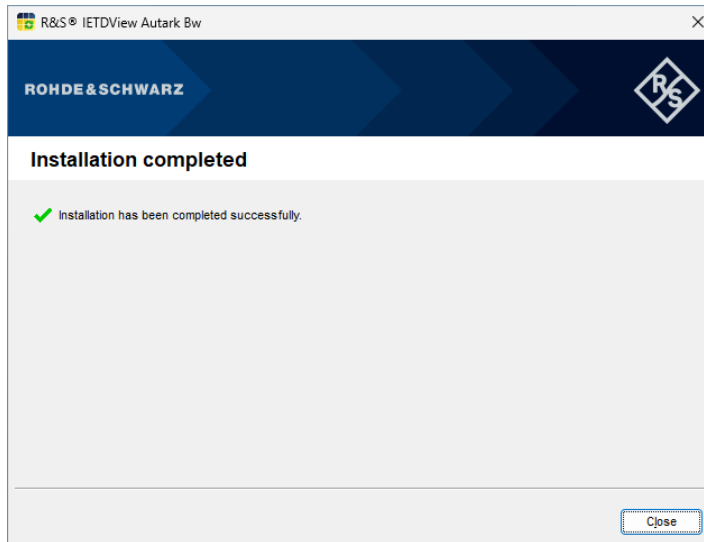 R&S® IETDView Autark Bw
ROHDE&SCHWARZ
R&S
Installation completed
Installation has been completed successfully.
Close